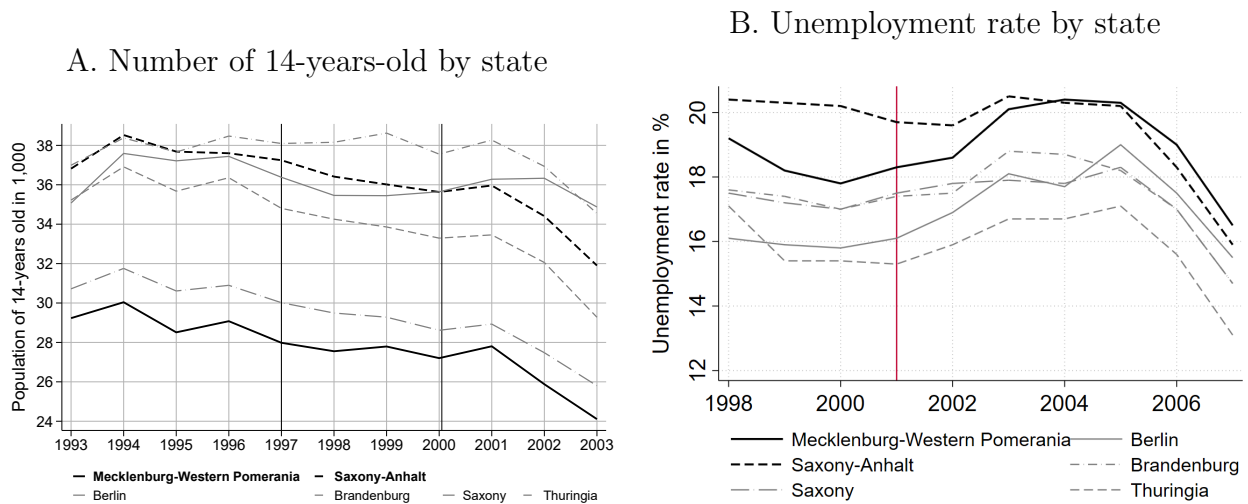 A. Number of 14-years-old by state
Population of 14-years old in 1,000
38
36
34
32
30
28
26
24
1993 1994 1995 1996 1997 1998 1999 2000 2001 2002 2003
Mecklenburg-Western Pomerania Saxony-Anhalt
Berlin Brandenburg Saxony Thuringia
B. Unemployment rate by state
Unemployment rate in %
20
18
16
14
12
1998 2000 2002 2004 2006
Mecklenburg-Western Pomerania Berlin
Saxony-Anhalt Brandenburg
Saxony Thuringia